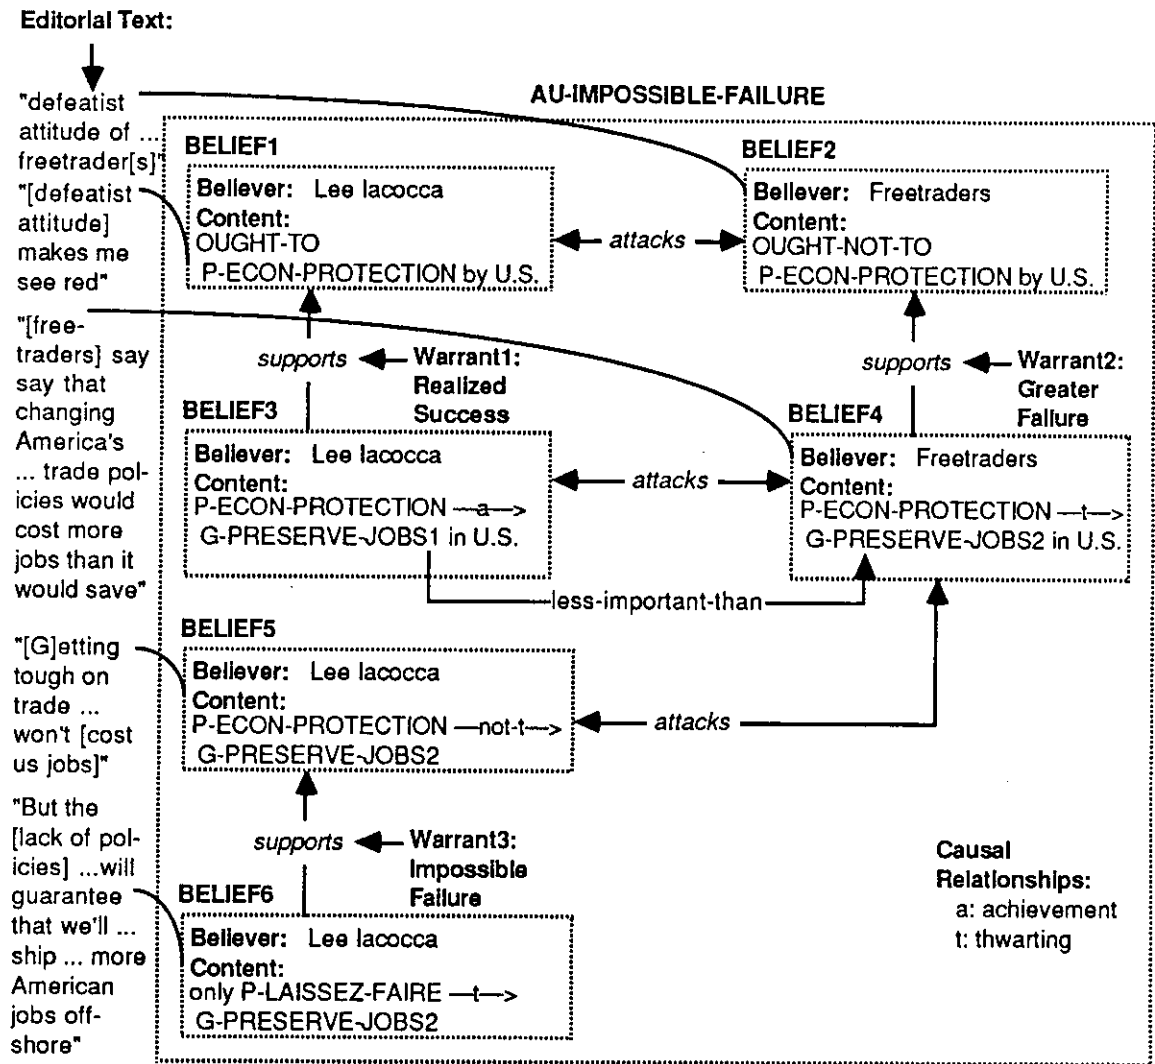 Editorial Text:
"defeatist
attitude of ...
freetrader[s]"
"[defeatist
attitude]
makes me
see red"
"[free-
traders] say
say that
changing
America's
... trade pol-
icies would
cost more
jobs than it
would save"
"[G]etting
tough on
trade ...
won't [cost
us jobs]"
"But the
[lack of pol-
icies] ...will
guarantee
that we'll ...
ship ... more
American
jobs off-
shore"
AU-IMPOSSIBLE-FAILURE
BELIEF1
Believer: Lee Iacocca
Content:
OUGHT-TO
P-ECON-PROTECTION by U.S.
attacks
BELIEF2
Believer: Freetraders
Content:
OUGHT-NOT-TO
P-ECON-PROTECTION by U.S.
supports
Warrant1:
Realized
Success
supports
Warrant2:
Greater
Failure
BELIEF3
Believer: Lee Iacocca
Content:
P-ECON-PROTECTION —a—>
G-PRESERVE-JOBS1 in U.S.
attacks
BELIEF4
Believer: Freetraders
Content:
P-ECON-PROTECTION —t—>
G-PRESERVE-JOBS2 in U.S.
less-important-than
BELIEF5
Believer: Lee Iacocca
Content:
P-ECON-PROTECTION —not-t—>
G-PRESERVE-JOBS2
attacks
supports
Warrant3:
Impossible
Failure
BELIEF6
Believer: Lee Iacocca
Content:
only P-LAISSEZ-FAIRE —t—>
G-PRESERVE-JOBS2
Causal
Relationships:
a: achievement
t: thwarting